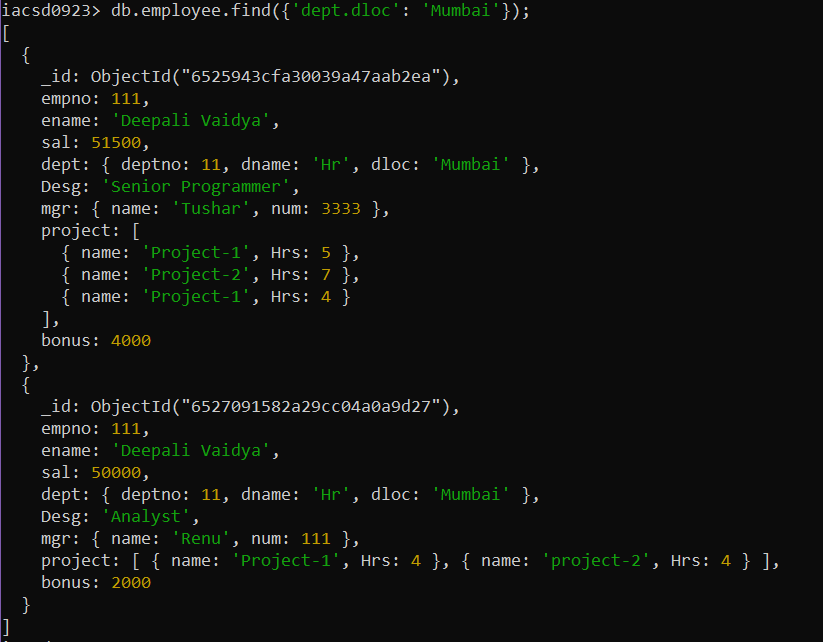 iacsd0923> db.employee.find({'dept.dloc': 'Mumbai'});
[
  {
    _id: ObjectId("6525943cfa30039a47aab2ea"),
    empno: 111,
    ename: 'Deepali Vaidya',
    sal: 51500,
    dept: { deptno: 11, dname: 'Hr', dloc: 'Mumbai' },
    Desg: 'Senior Programmer',
    mgr: { name: 'Tushar', num: 3333 },
    project: [
      { name: 'Project-1', Hrs: 5 },
      { name: 'Project-2', Hrs: 7 },
      { name: 'Project-1', Hrs: 4 }
    ],
    bonus: 4000
  },
  {
    _id: ObjectId("6527091582a29cc04a0a9d27"),
    empno: 111,
    ename: 'Deepali Vaidya',
    sal: 50000,
    dept: { deptno: 11, dname: 'Hr', dloc: 'Mumbai' },
    Desg: 'Analyst',
    mgr: { name: 'Renu', num: 111 },
    project: [ { name: 'Project-1', Hrs: 4 }, { name: 'project-2', Hrs: 4 } ],
    bonus: 2000
  }
]